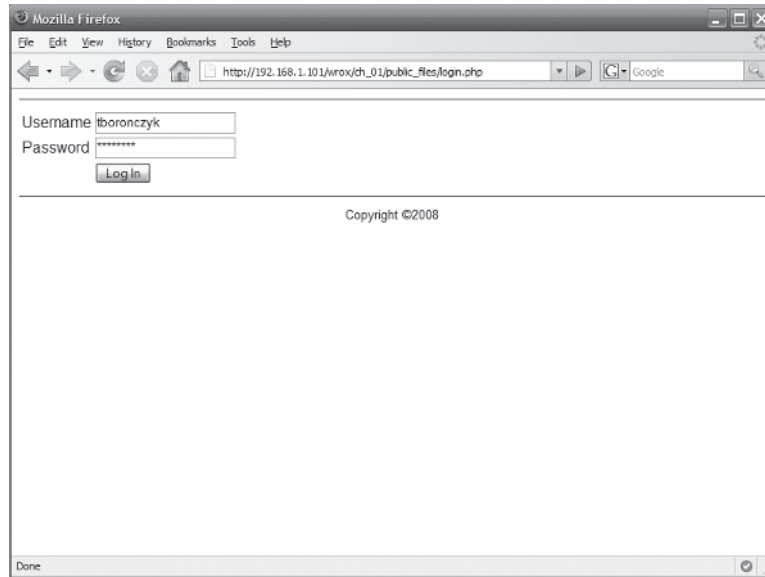 Mozilla Firefox
File Edit View History Bookmarks Tools Help
http://192.168.1.101/wrox/ch_01/public_files/login.php
G Google
Username tboronczyk
Password ********
Log In
Copyright ©2008
Done